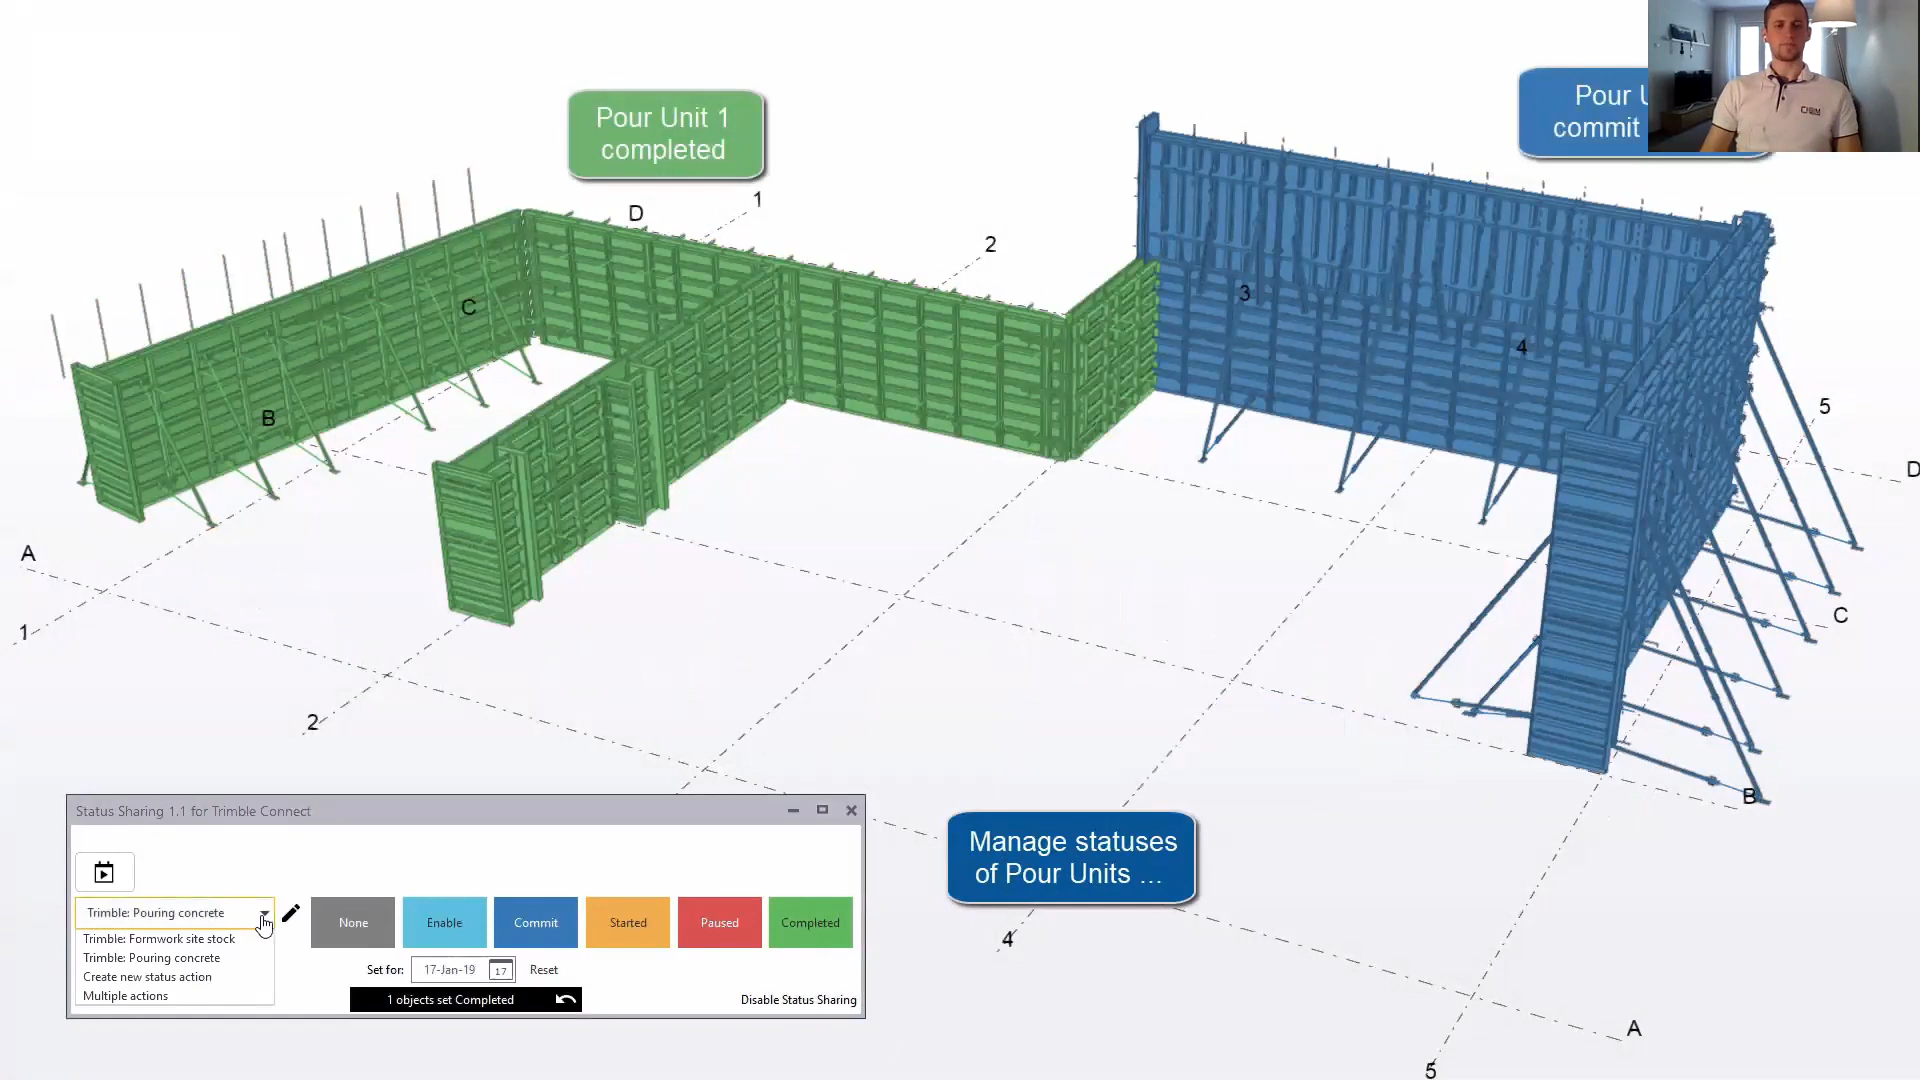 Pour Unit 1
completed
Pour U
commit
D
1
2
C
3
4
B
5
D
A
1
C
2
B
4
A
5
Manage statuses
of Pour Units ...
Status Sharing 1.1 for Trimble Connect
Trimble: Pouring concrete
None
Enable
Commit
Started
Paused
Completed
Trimble: Formwork site stock
Trimble: Pouring concrete
Create new status action
Multiple actions
Set for:
17-Jan-19
17
Reset
1 objects set Completed
Disable Status Sharing